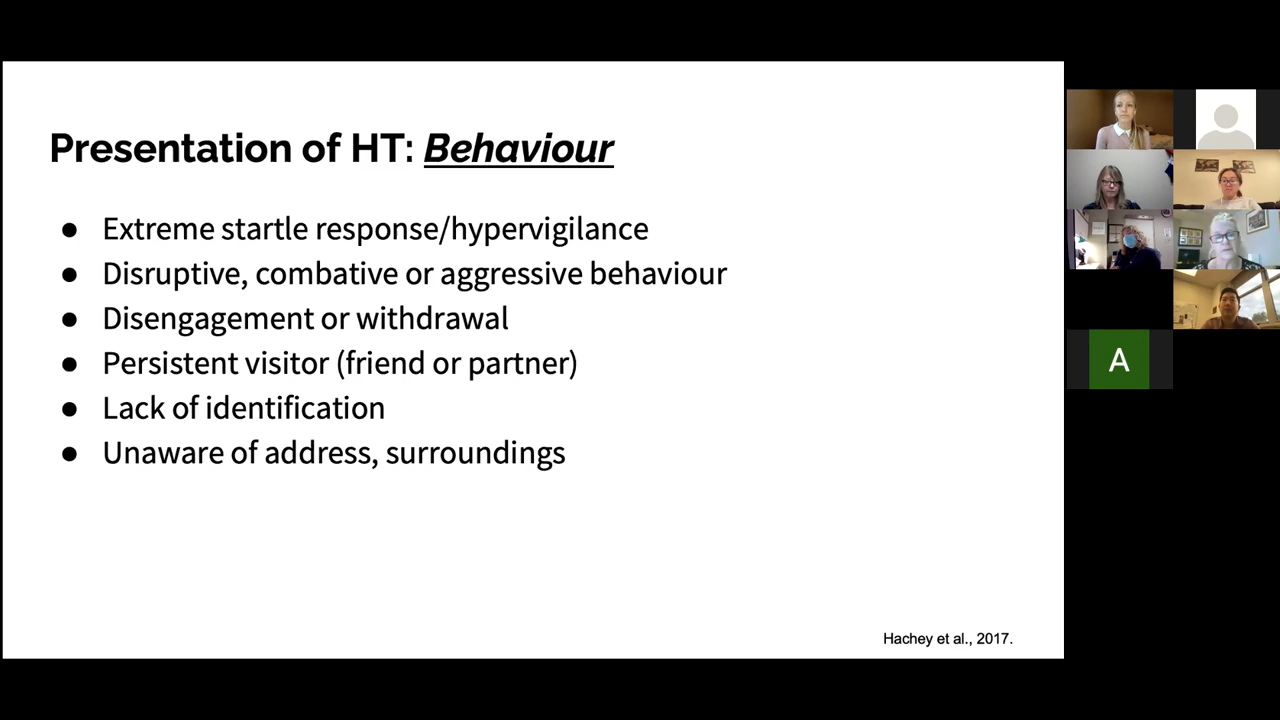 Presentation of HT: Behaviour
● Extreme startle response/hypervigilance
● Disruptive, combative or aggressive behaviour
● Disengagement or withdrawal
● Persistent visitor (friend or partner)
● Lack of identification
● Unaware of address, surroundings
Hachey et al., 2017.
A